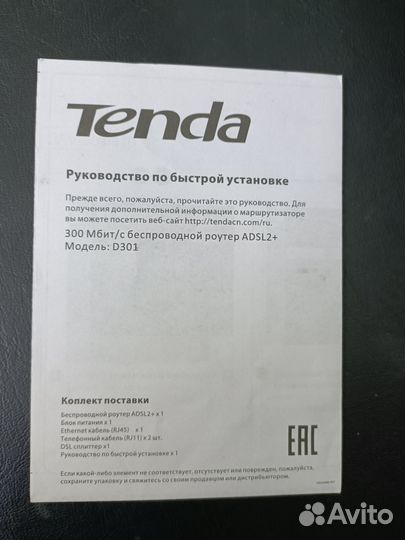 Tenda
Руководство по быстрой установке
Прежде всего, пожалуйста, прочитайте это руководство. Для
получения дополнительной информации о маршрутизаторе
вы можете посетить веб-сайт http://tendacn.com/ru.
300 Мбит/с беспроводной роутер ADSL2+
Модель: D301
Коплект поставки
Беспроводной роутер ADSL2+ x 1
Блок питания x 1
Ethernet кабель (RJ45) x 1
Телефонный кабель (RJ11) x 2 шт.
DSL сплиттер x1
Руководство по быстрой установке x 1
EAC
Если какой-либо элемент не соответствует, отсутствует или поврежден, пожалуйста,
сохраните упаковку и свяжитесь со своим продавцом или дистрибьютором.
Avito